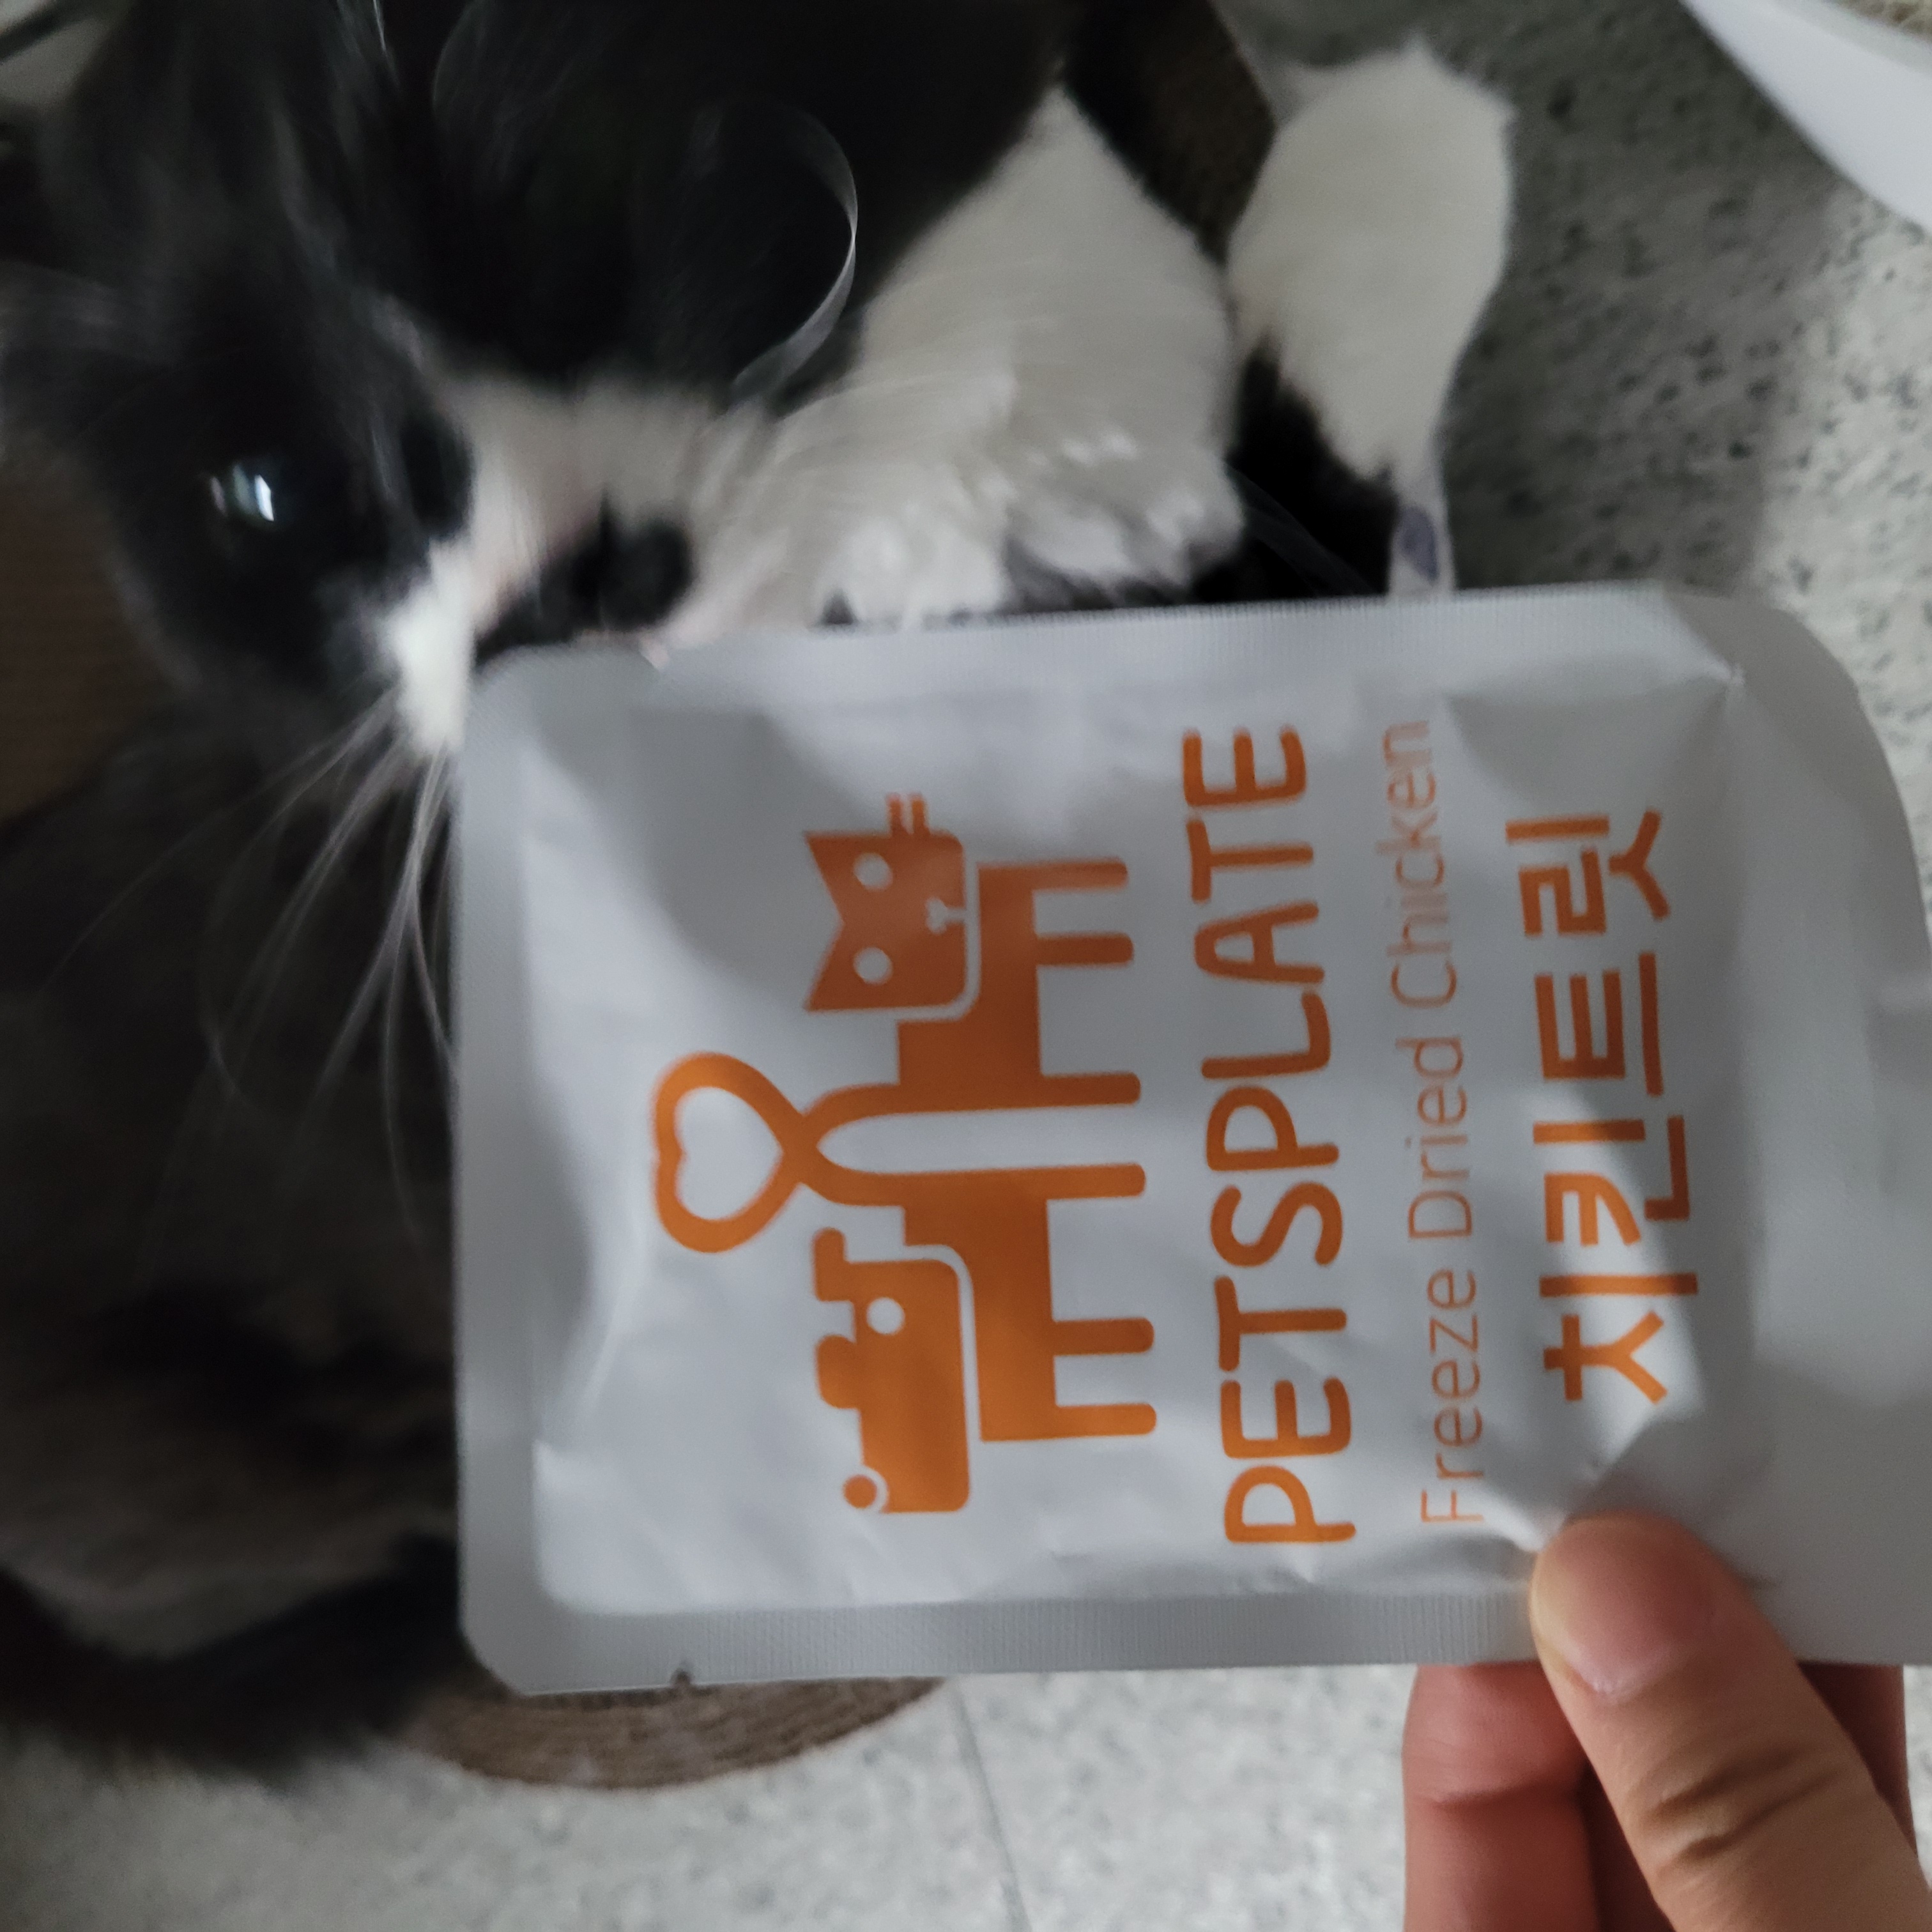 PETSPLATE
Freeze Dried Chicken
치킨트릿